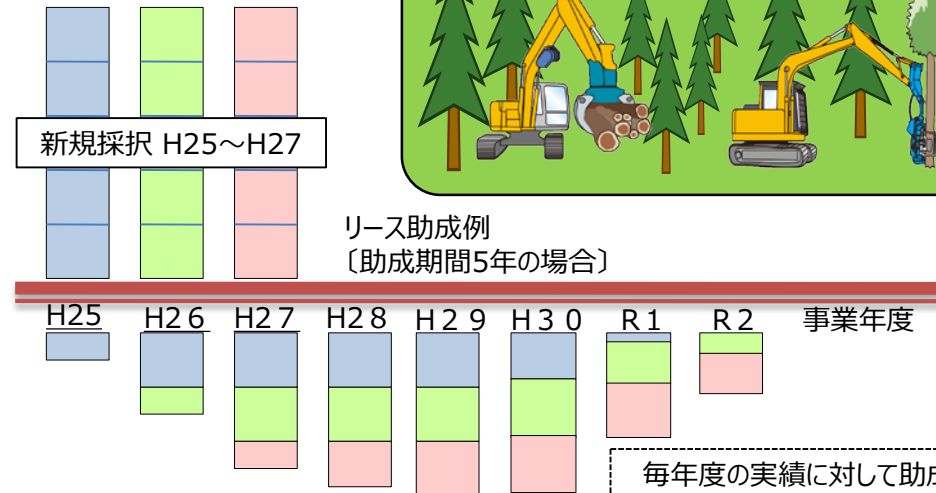 新規採択 H25～H27
リース助成例
〔助成期間5年の場合〕
H25 H26 H27 H28 H29 H30 R1 R2 事業年度
毎年度の実績に対して助成